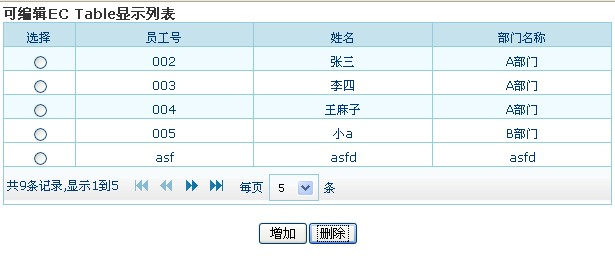 可编辑EC Table显示列表
选择 员工号 姓名 部门名称
002 张三 A部门
003 李四 A部门
004 王麻子 A部门
005 小a B部门
asf asfd asfd
共9条记录,显示1到5 每页 5 条
增加 删除